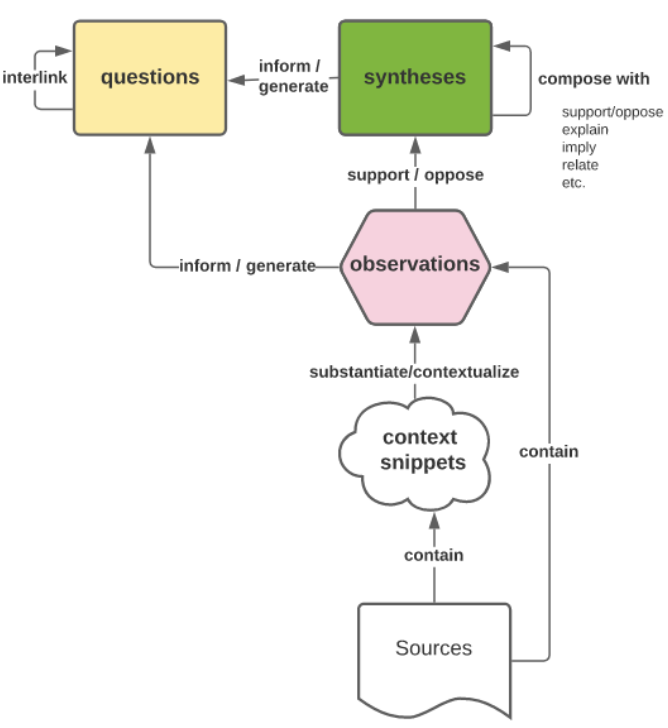 questions
interlink
inform /
generate
syntheses
compose with
support/oppose
explain
imply
relate
etc.
support / oppose
inform / generate
observations
substantiate/contextualize
context
snippets
contain
contain
Sources